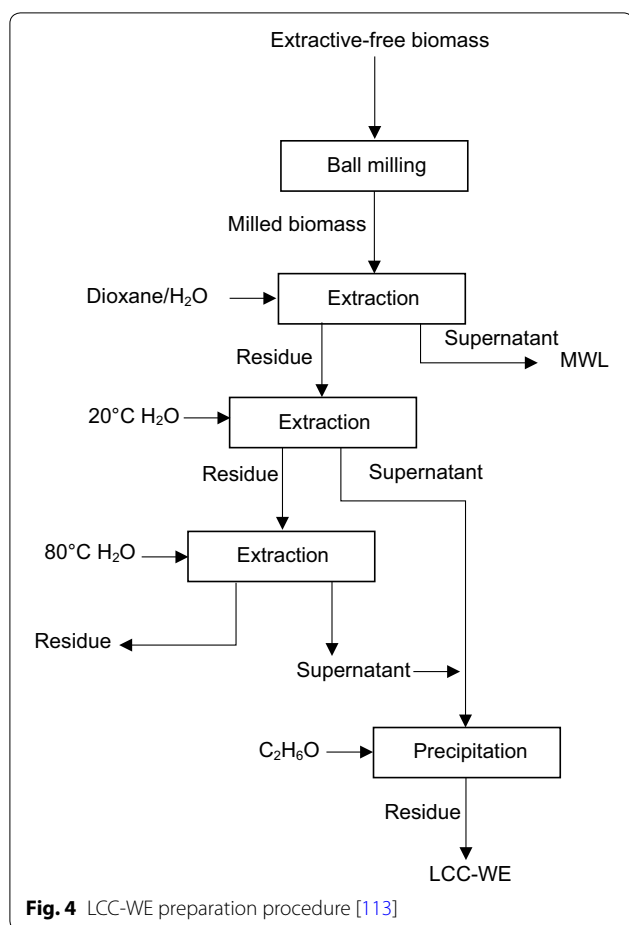 Extractive-free biomass
Ball milling
Milled biomass
Dioxane/H₂O
Extraction
Supernatant
Residue
MWL
20°C H₂O
Extraction
Residue
Supernatant
80°C H₂O
Extraction
Residue
Supernatant
C₂H₆O
Precipitation
Residue
LCC-WE
Fig. 4 LCC-WE preparation procedure [113]